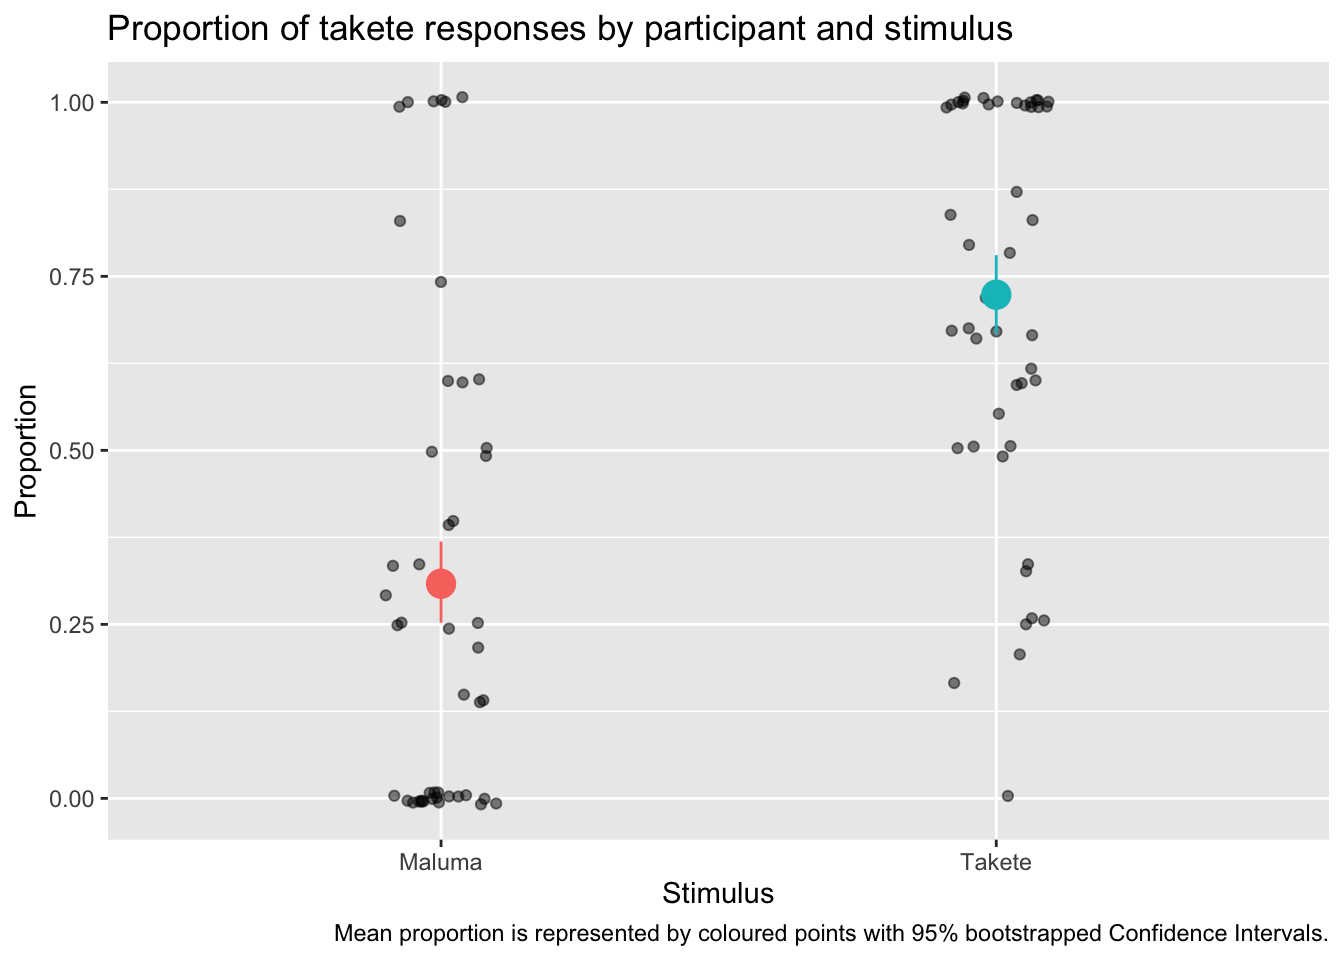 Proportion of takete responses by participant and stimulus
1.00
0.75
0.50
0.25
0.00
Proportion
Maluma
Takete
Stimulus
Mean proportion is represented by coloured points with 95% bootstrapped Confidence Intervals.